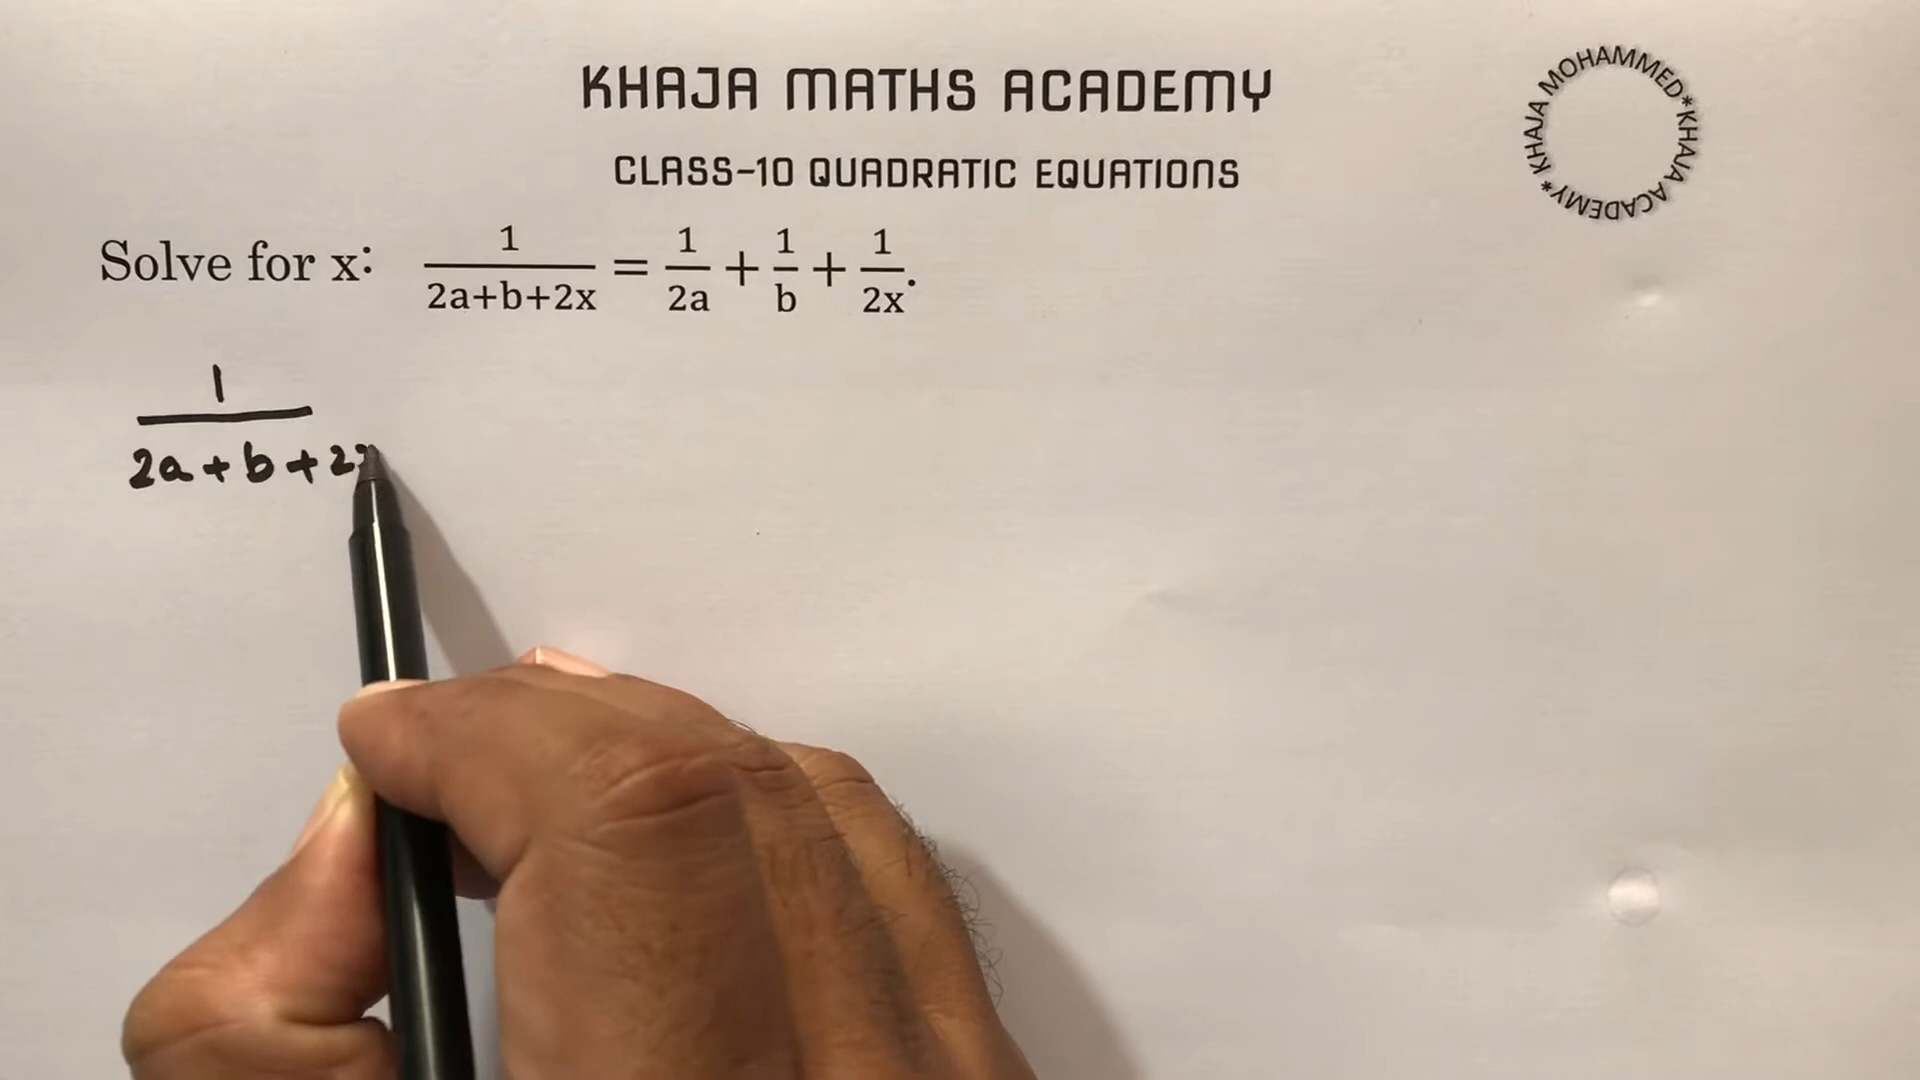 KHAJA MATHS ACADEMY
CLASS-10 QUADRATIC EQUATIONS
KHAJA MOHAMMED*KHAJA ACADEMY*
Solve for x: 1/(2a+b+2x) = 1/2a + 1/b + 1/2x.
1
2a+b+2x